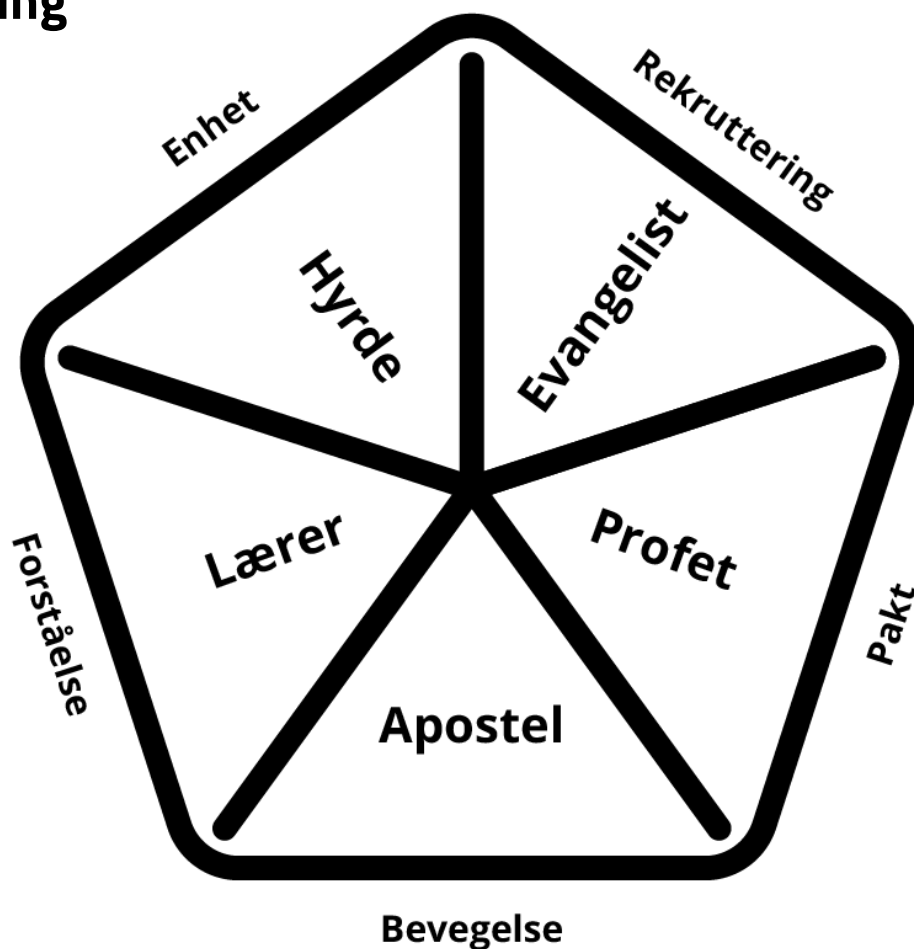 Enhet
Rekruttering
Hyrde
Evangelist
Lærer
Profet
Forståelse
Pakt
Apostel
Bevegelse